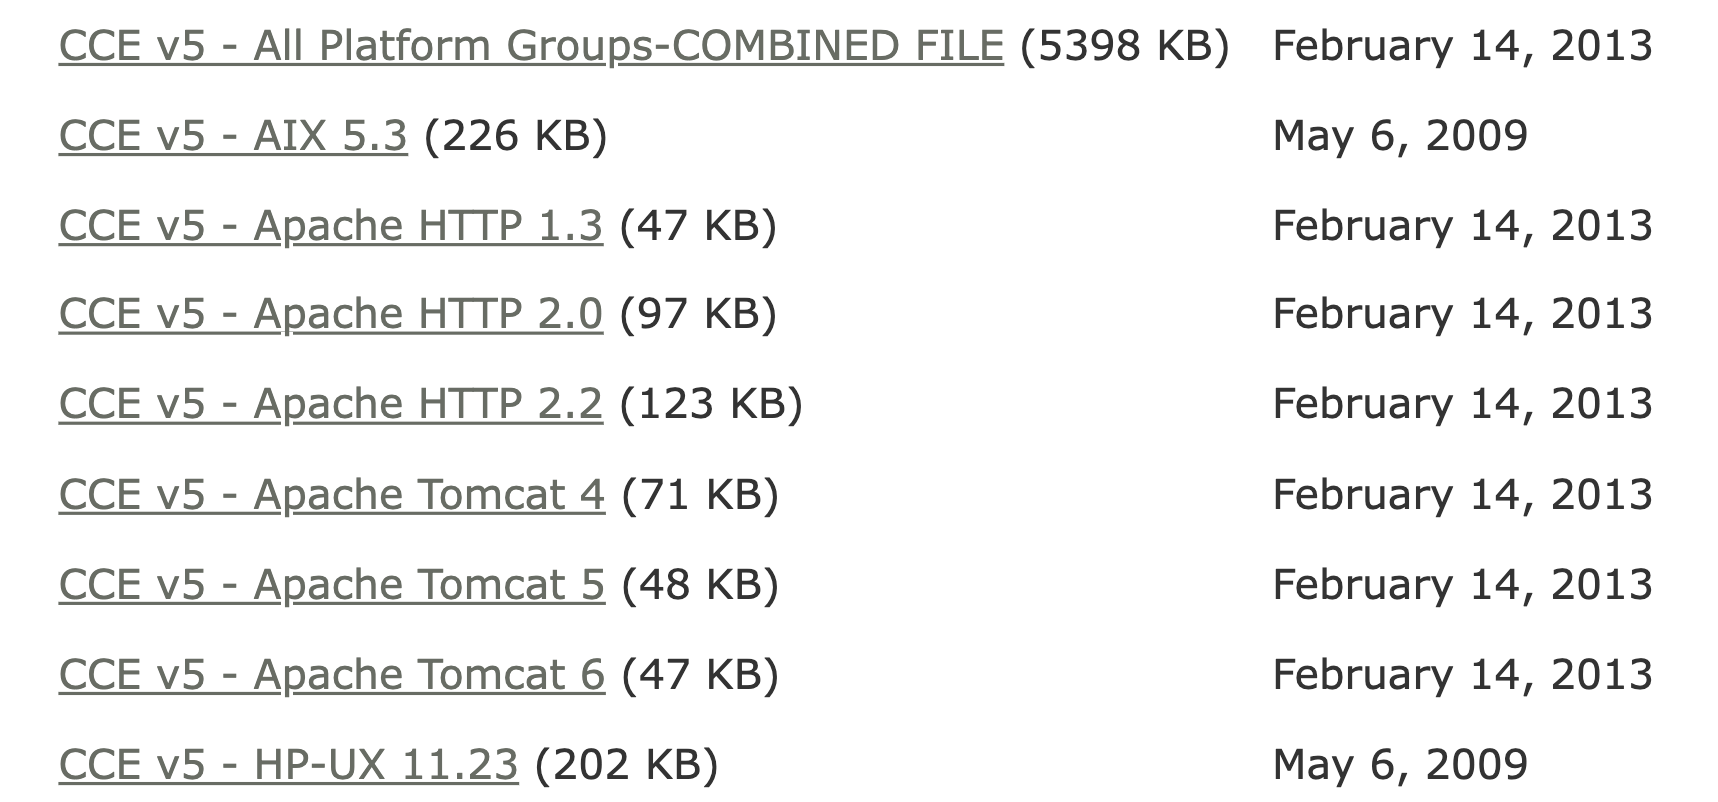 CCE v5 - All Platform Groups-COMBINED FILE (5398 KB) February 14, 2013
CCE v5 - AIX 5.3 (226 KB) May 6, 2009
CCE v5 - Apache HTTP 1.3 (47 KB) February 14, 2013
CCE v5 - Apache HTTP 2.0 (97 KB) February 14, 2013
CCE v5 - Apache HTTP 2.2 (123 KB) February 14, 2013
CCE v5 - Apache Tomcat 4 (71 KB) February 14, 2013
CCE v5 - Apache Tomcat 5 (48 KB) February 14, 2013
CCE v5 - Apache Tomcat 6 (47 KB) February 14, 2013
CCE v5 - HP-UX 11.23 (202 KB) May 6, 2009